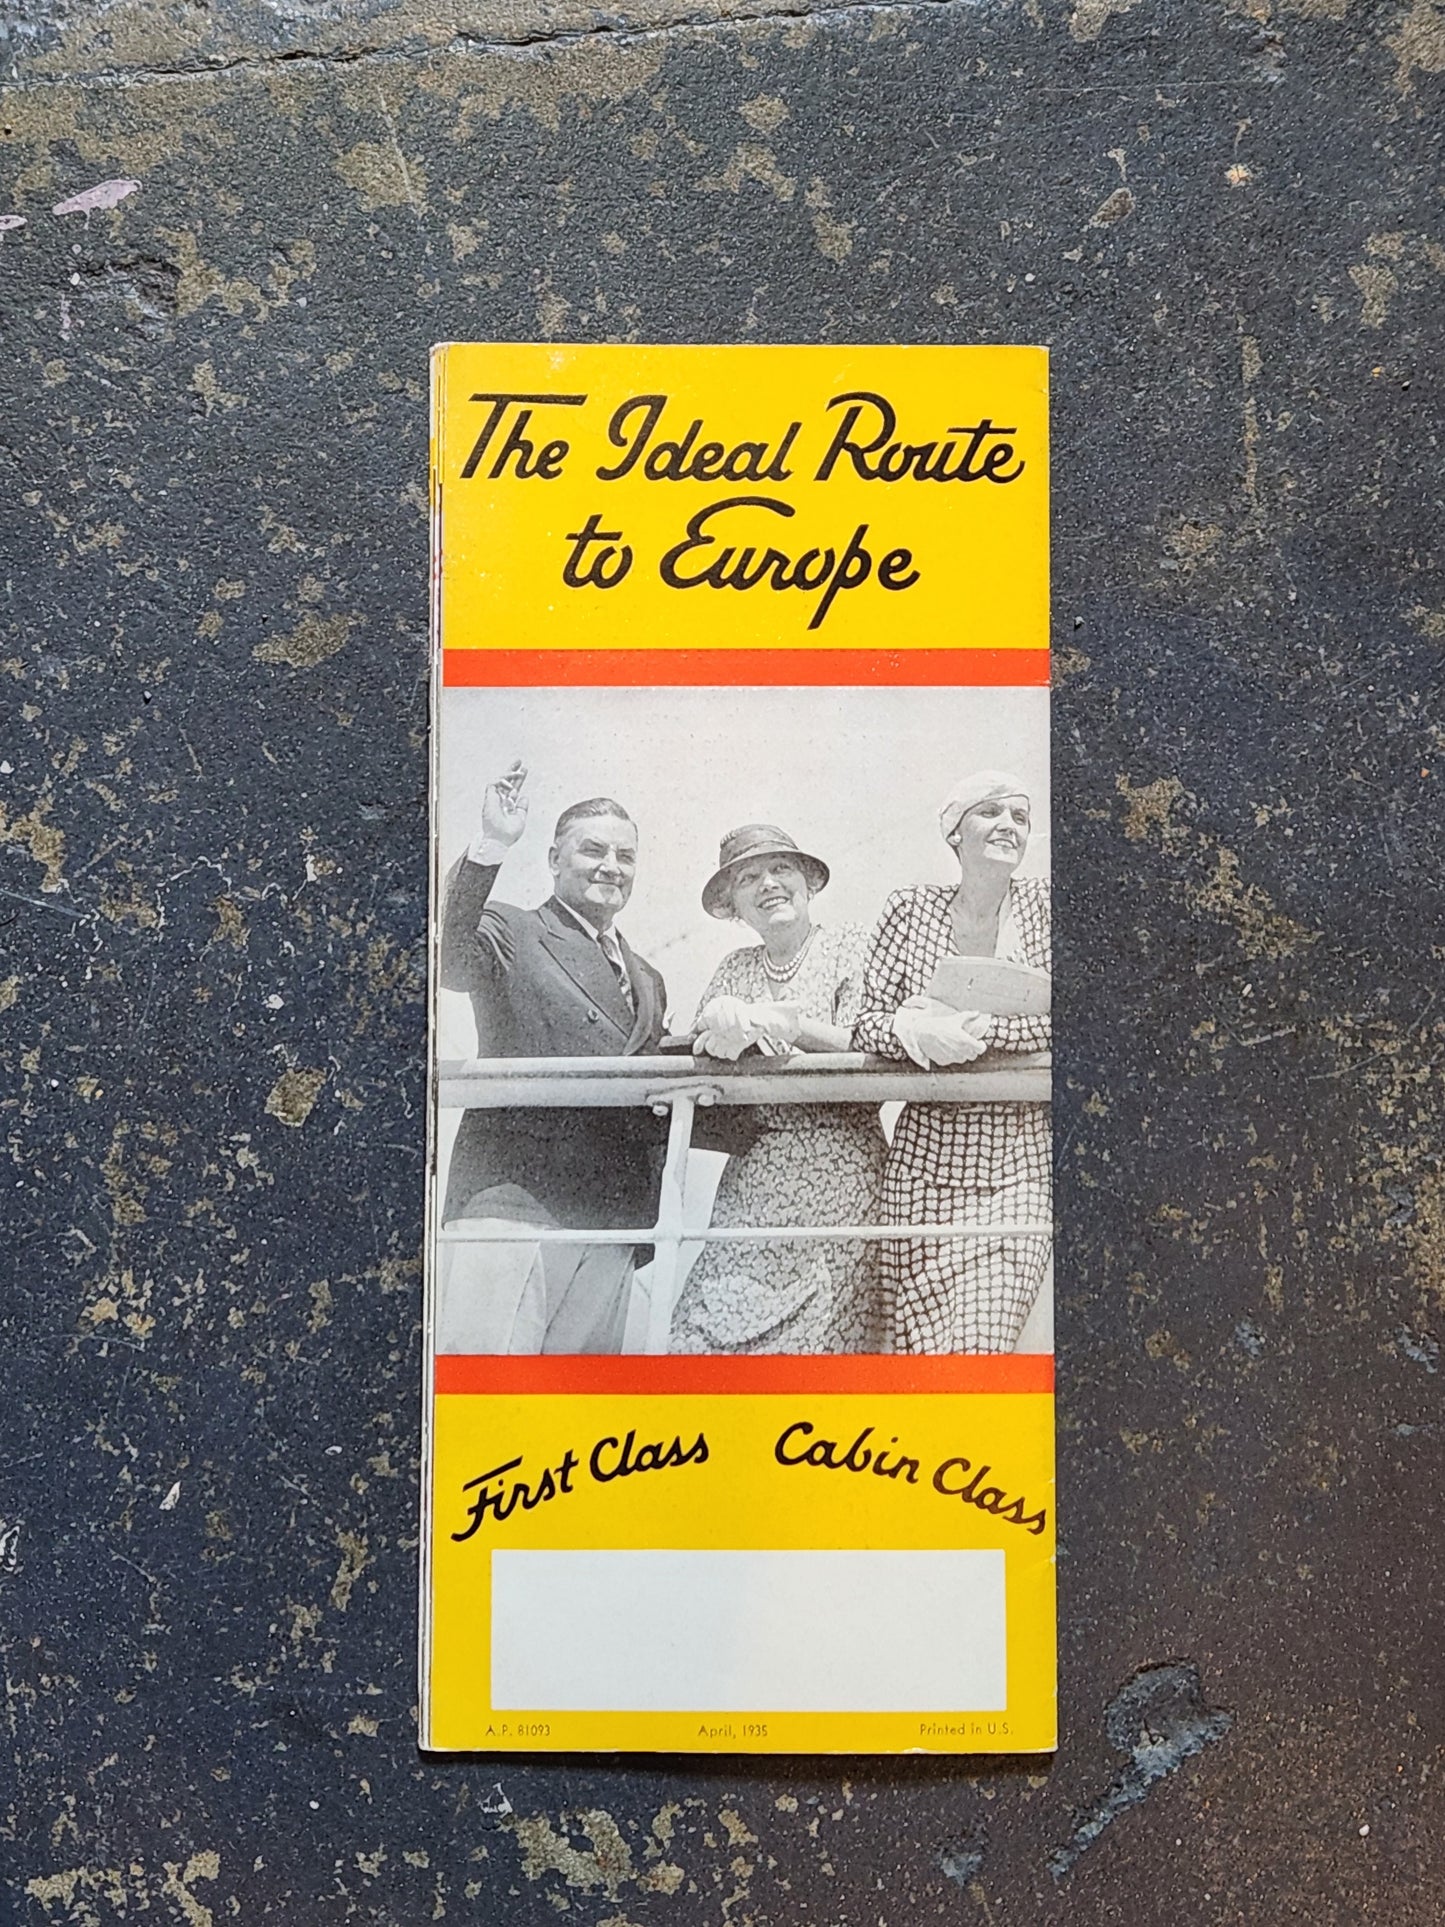 The Ideal Route
to Europe
First Class Cabin Class
A.P. 81093 April, 1935 Printed in U.S.